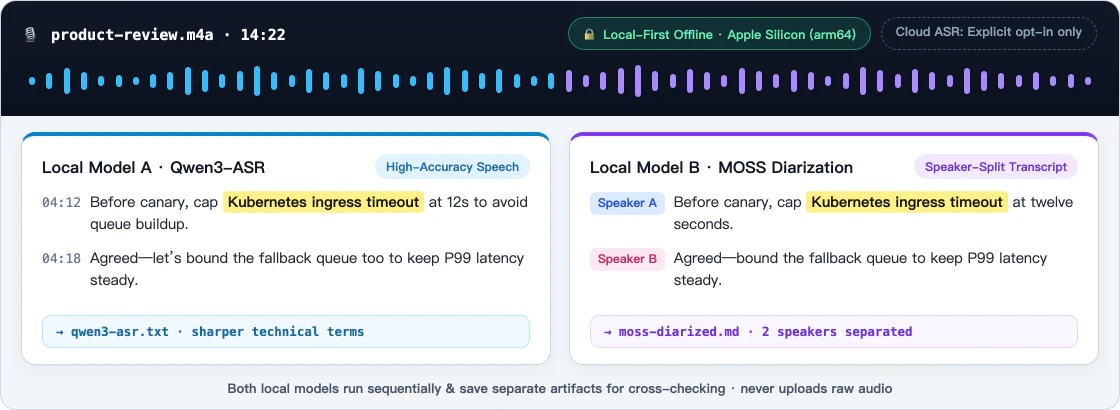 product-review.m4a · 14:22
Local-First Offline · Apple Silicon (arm64)
Cloud ASR: Explicit opt-in only
Local Model A · Qwen3-ASR
High-Accuracy Speech
04:12 Before canary, cap Kubernetes ingress timeout at 12s to avoid
queue buildup.
04:18 Agreed—let's bound the fallback queue too to keep P99 latency
steady.
→ qwen3-asr.txt · sharper technical terms
Local Model B · MOSS Diarization
Speaker-Split Transcript
Speaker A Before canary, cap Kubernetes ingress timeout at twelve
seconds.
Speaker B Agreed—bound the fallback queue to keep P99 latency
steady.
→ moss-diarized.md · 2 speakers separated
Both local models run sequentially & save separate artifacts for cross-checking · never uploads raw audio